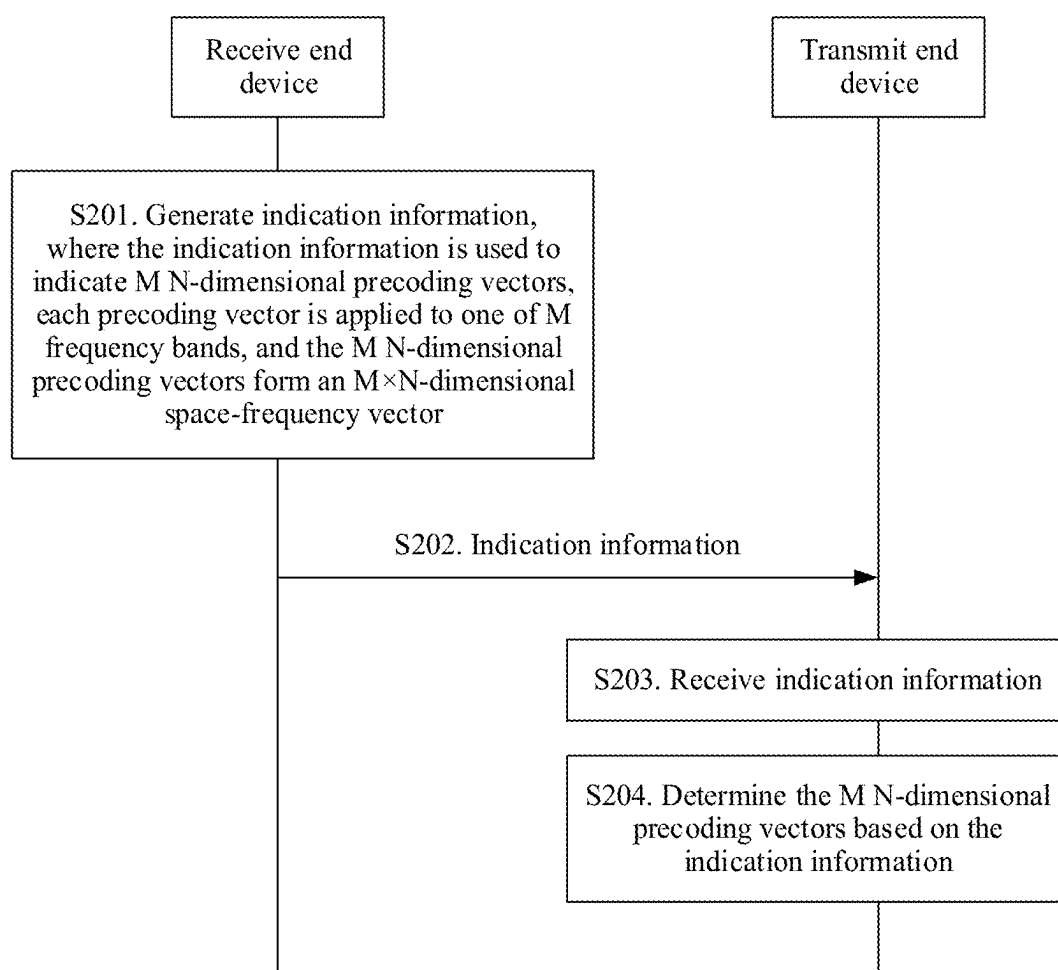 Receive end
device
Transmit end
device
S201. Generate indication information,
where the indication information is used to
indicate M N-dimensional precoding vectors,
each precoding vector is applied to one of M
frequency bands, and the M N-dimensional
precoding vectors form an M×N-dimensional
space-frequency vector
S202. Indication information
S203. Receive indication information
S204. Determine the M N-dimensional
precoding vectors based on the
indication information